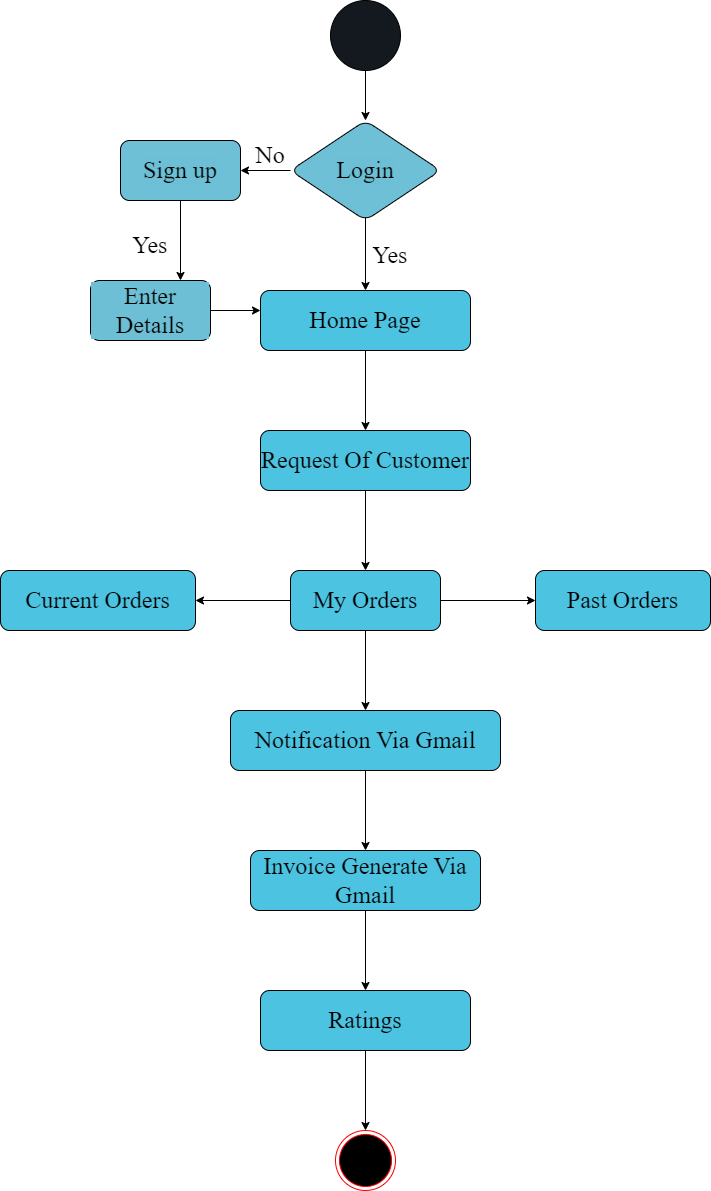 No
Sign up
Login
Yes
Yes
Enter
Details
Home Page
Request Of Customer
Current Orders
My Orders
Past Orders
Notification Via Gmail
Invoice Generate Via
Gmail
Ratings